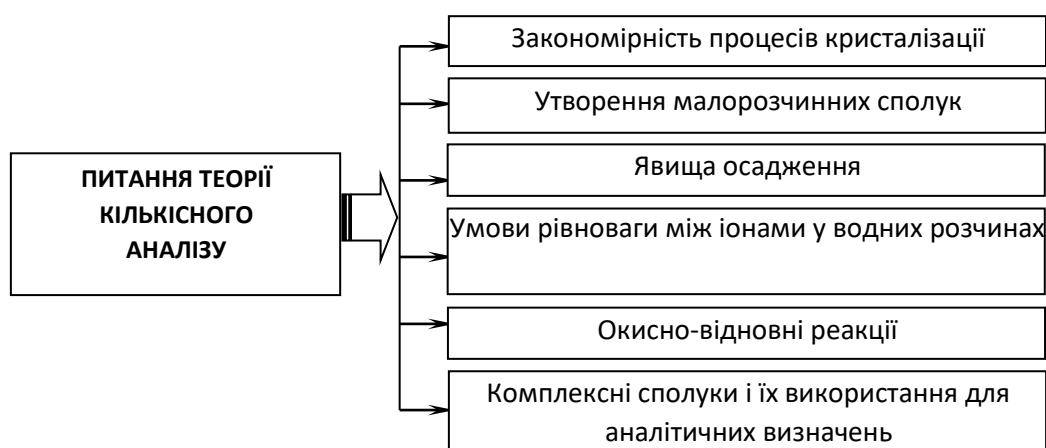 ПИТАННЯ ТЕОРІЇ
КІЛЬКІСНОГО
АНАЛІЗУ
Закономірність процесів кристалізації
Утворення малорозчинних сполук
Явища осадження
Умови рівноваги між іонами у водних розчинах
Окисно-відновні реакції
Комплексні сполуки і їх використання для
аналітичних визначень